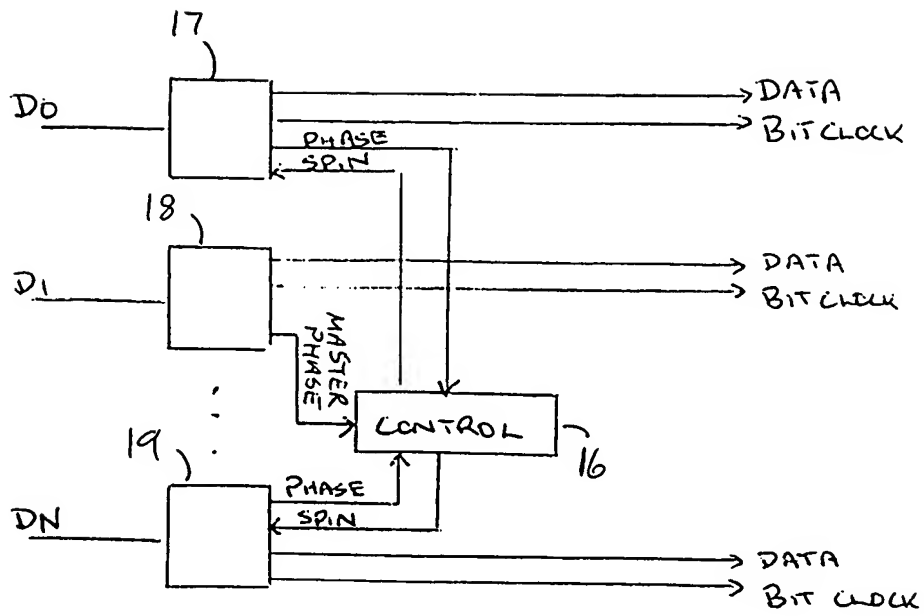 17
D0
DATA
BIT CLOCK
PHASE
SPIN
18
D1
DATA
BIT CLOCK
MASTER
PHASE
CONTROL
16
19
PHASE
SPIN
DN
DATA
BIT CLOCK